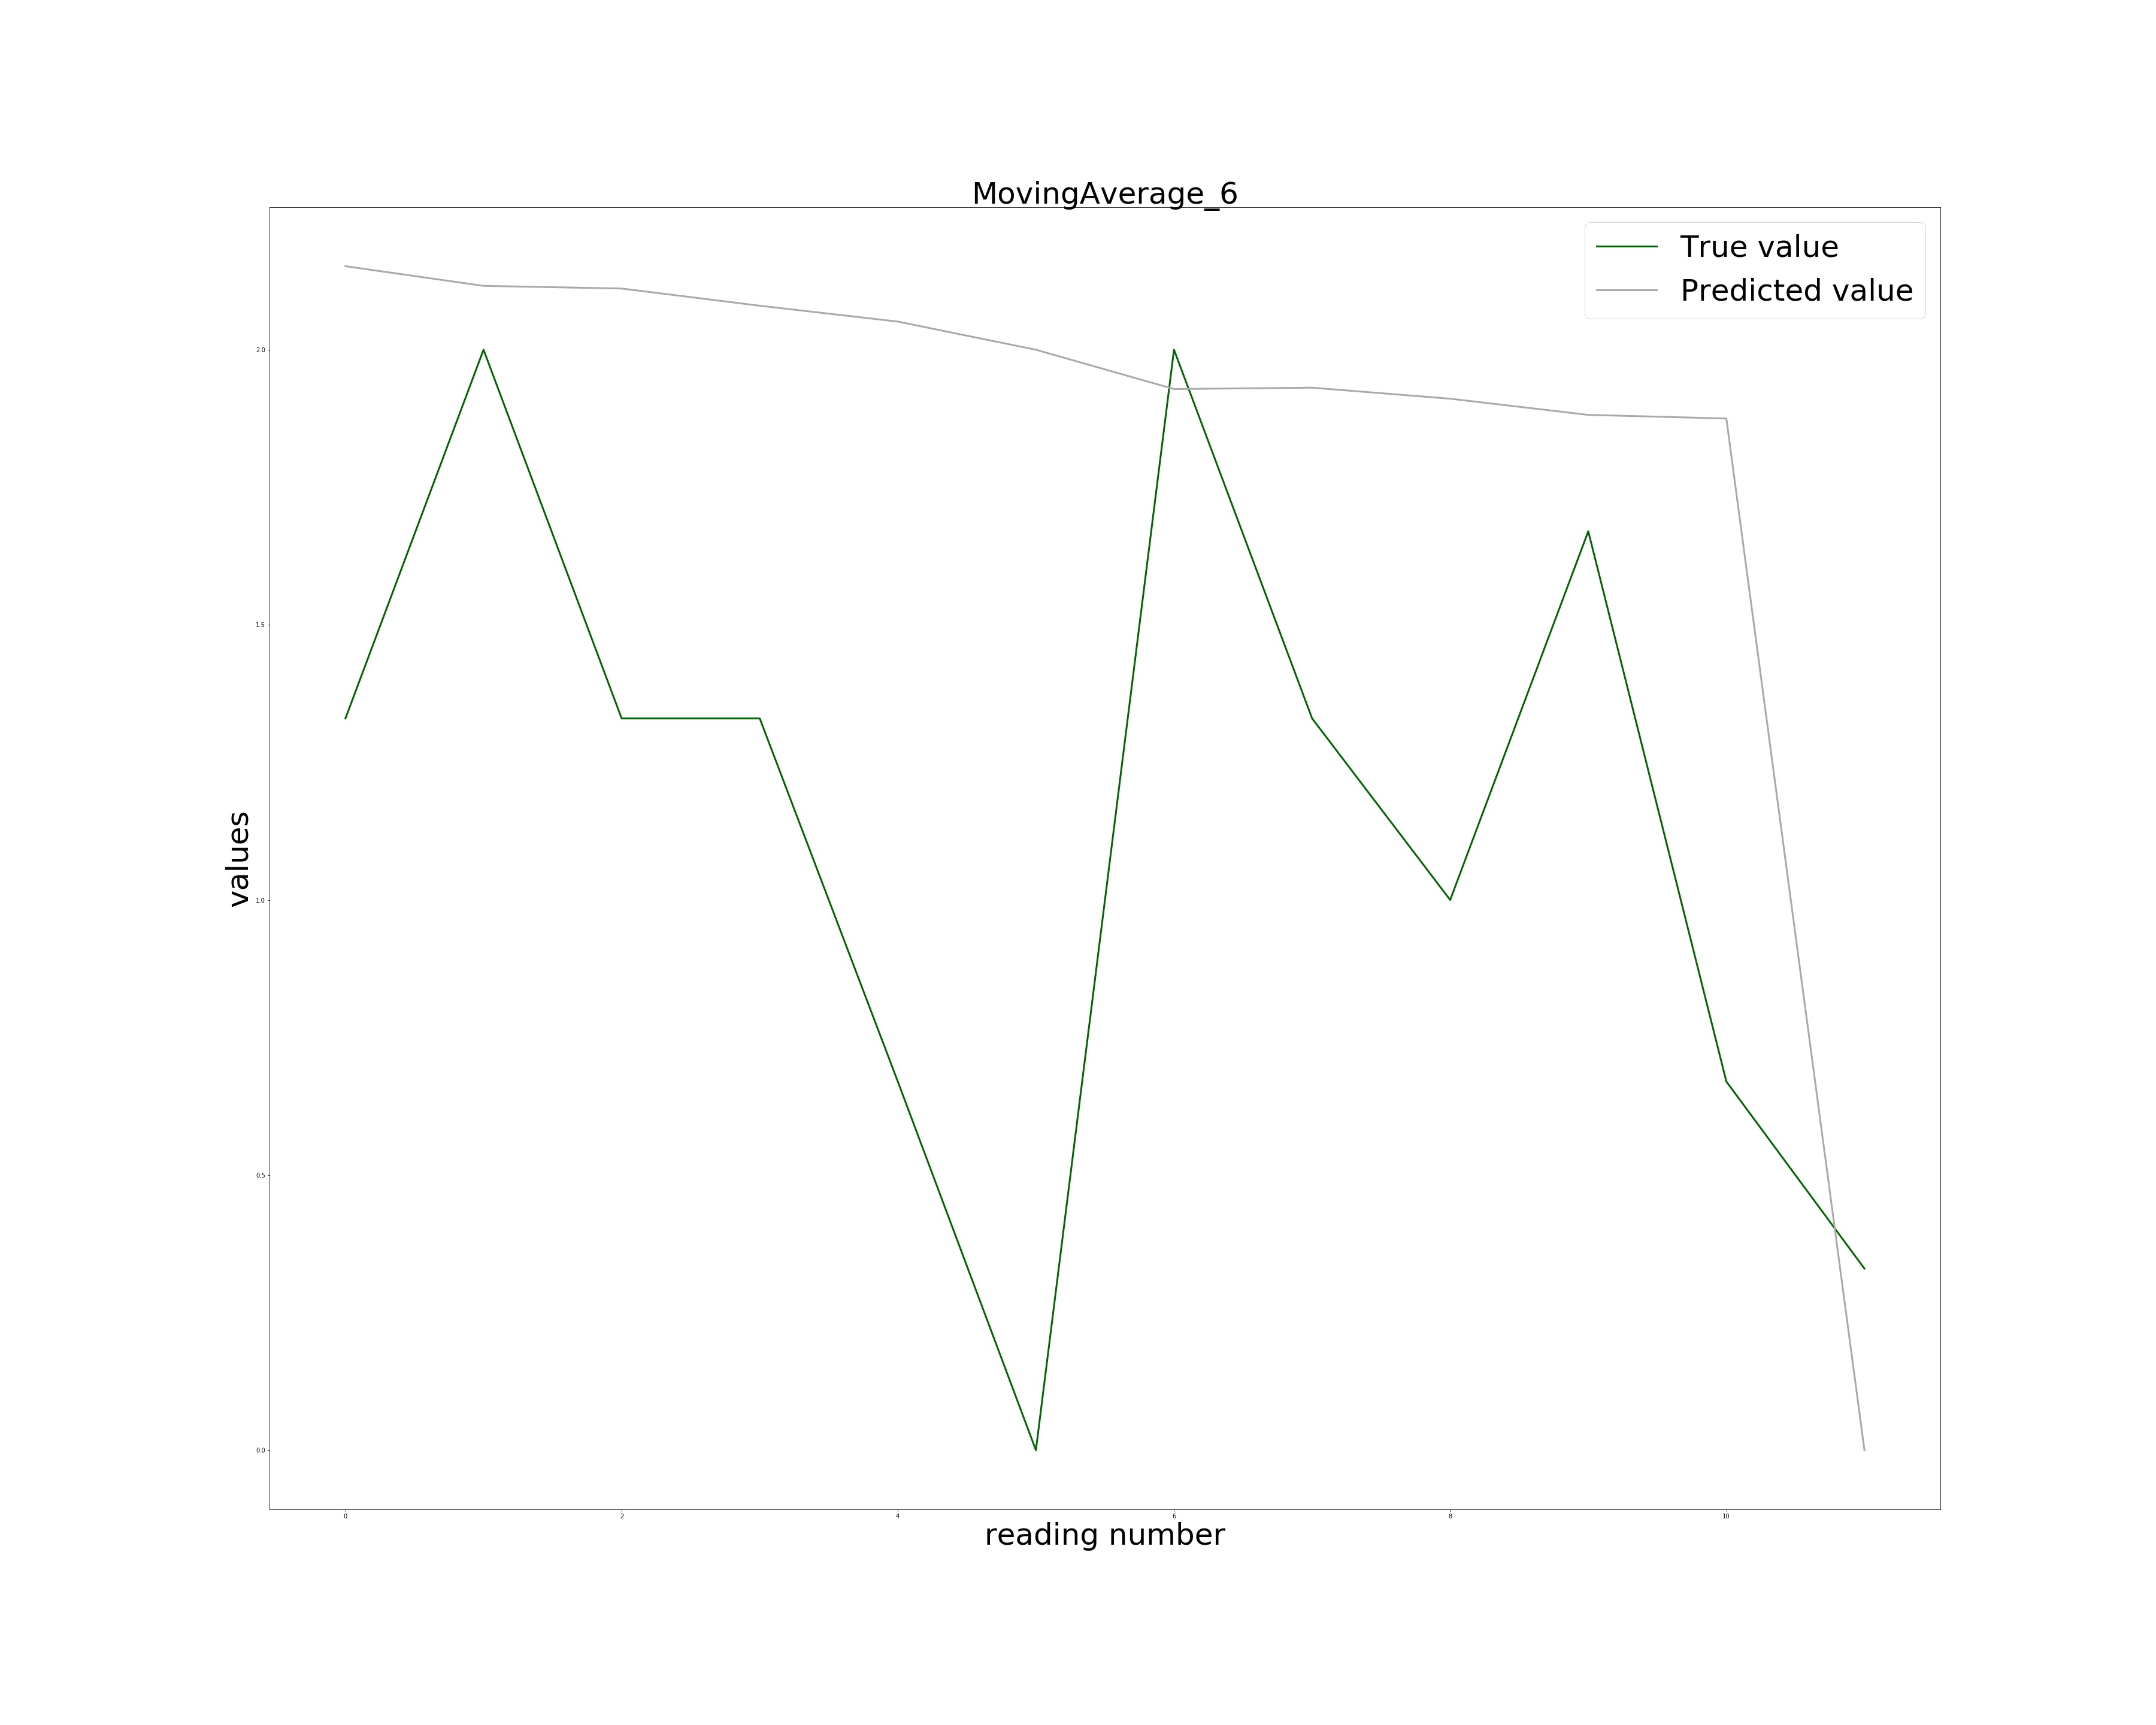 MovingAverage_6
True value
Predicted value
values
2.0
1.5
1.0
0.5
0.0
0 2 4 6 8 10
reading number